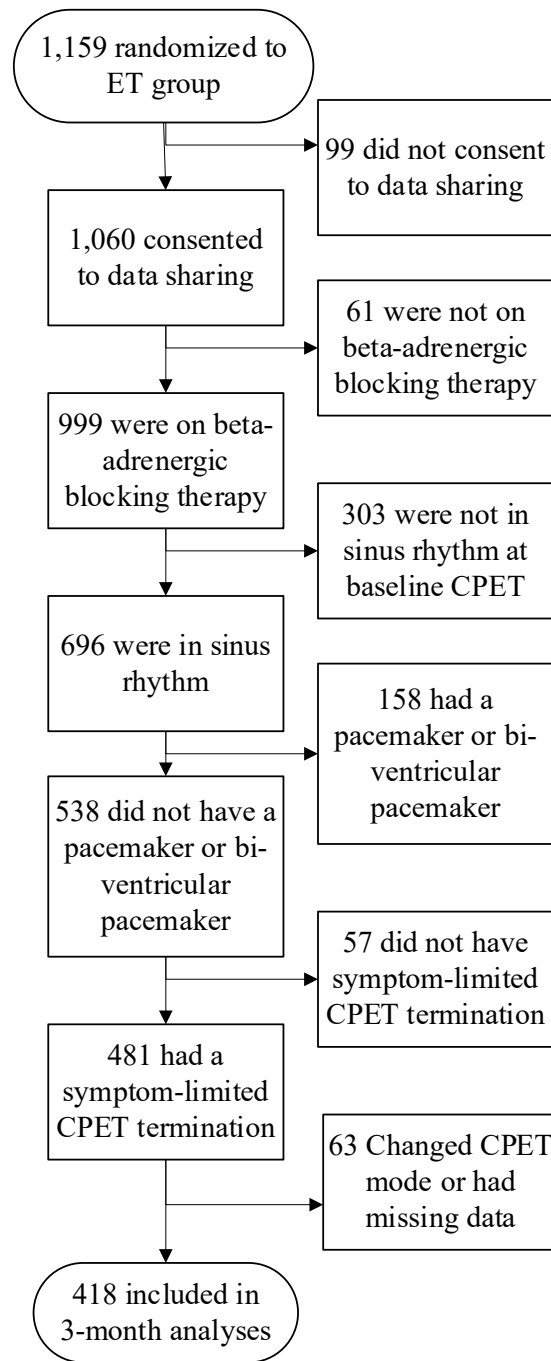 1,159 randomized to
ET group
99 did not consent
to data sharing
1,060 consented
to data sharing
61 were not on
beta-adrenergic
blocking therapy
999 were on beta-
adrenergic
blocking therapy
303 were not in
sinus rhythm at
baseline CPET
696 were in sinus
rhythm
158 had a
pacemaker or bi-
ventricular
pacemaker
538 did not have a
pacemaker or bi-
ventricular
pacemaker
57 did not have
symptom-limited
CPET termination
481 had a
symptom-limited
CPET termination
63 Changed CPET
mode or had
missing data
418 included in
3-month analyses